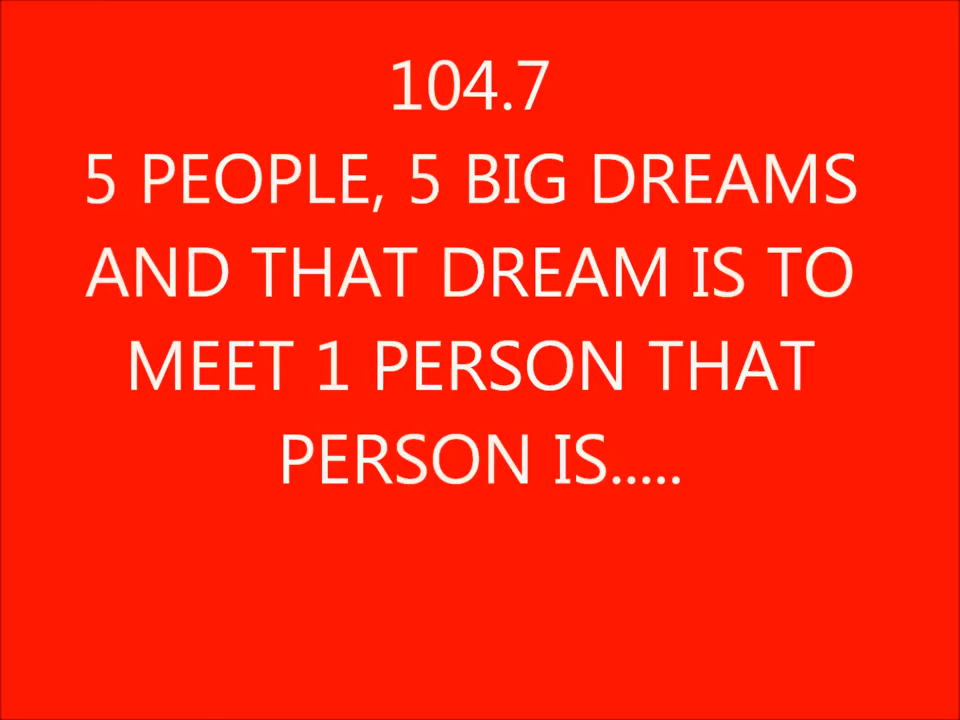 104.7
5 PEOPLE, 5 BIG DREAMS
AND THAT DREAM IS TO
MEET 1 PERSON THAT
PERSON IS.....